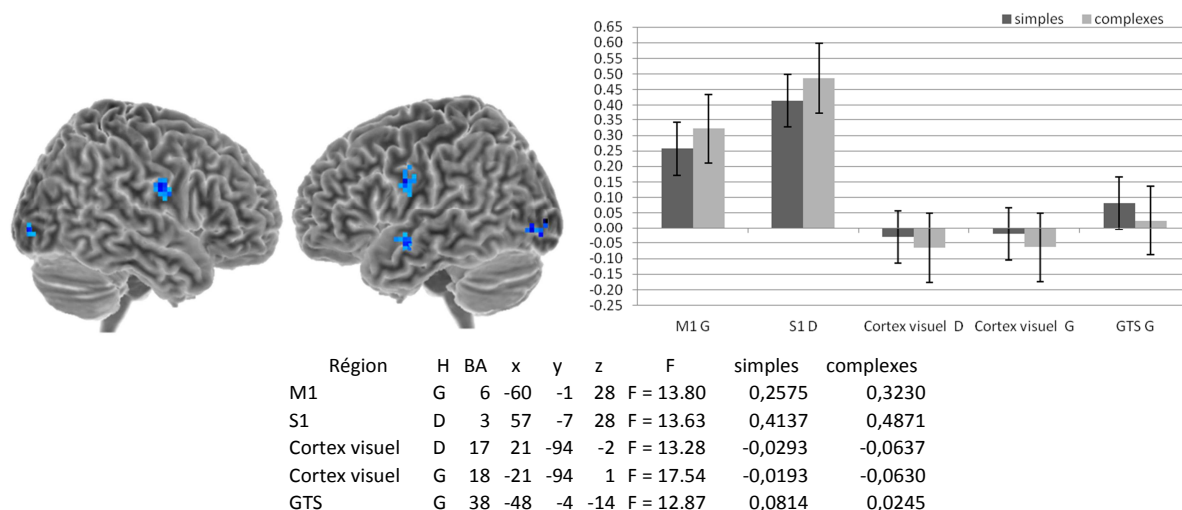 simples complexes
0.65
0.60
0.55
0.50
0.45
0.40
0.35
0.30
0.25
0.20
0.15
0.10
0.05
0.00
-0.05
-0.10
-0.15
-0.20
-0.25
M1 G S1 D Cortex visuel D Cortex visuel G GTS G
Région H BA x y z F simples complexes
M1 G 6 -60 -1 28 F = 13.80 0,2575 0,3230
S1 D 3 57 -7 28 F = 13.63 0,4137 0,4871
Cortex visuel D 17 21 -94 -2 F = 13.28 -0,0293 -0,0637
Cortex visuel G 18 -21 -94 1 F = 17.54 -0,0193 -0,0630
GTS G 38 -48 -4 -14 F = 12.87 0,0814 0,0245